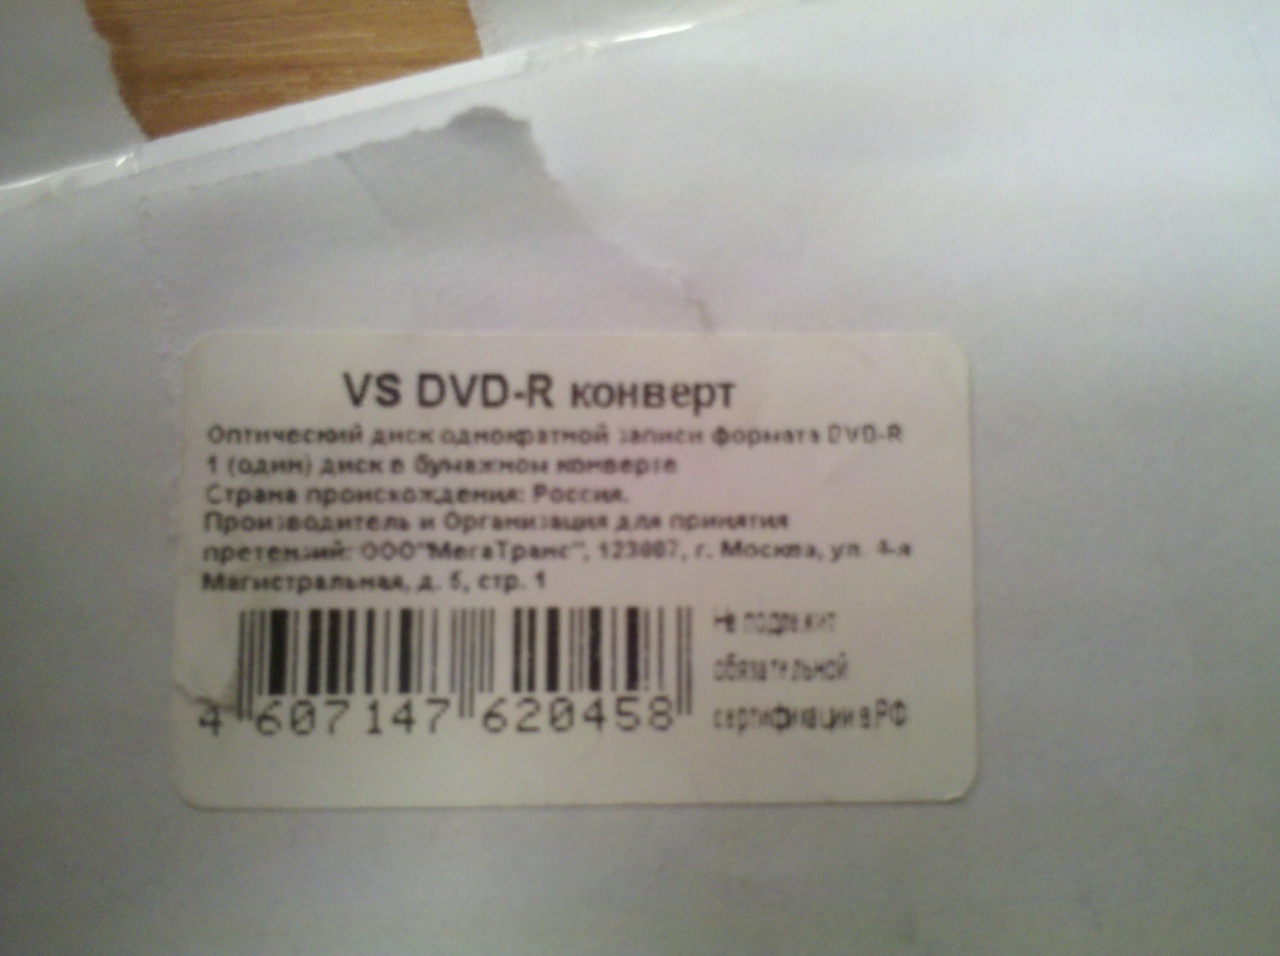 VS DVD-R конверт
Оптический диск однократной записи формата DVD-R
1 (один) диск в бумажном конверте
Страна происхождения: Россия.
Производитель и Организация для принятия
претензий: ООО"МегаТранс", 123007, г. Москва, ул. 4-я
Магистральная, д. 5, стр. 1
Не подлежит
обязательной
сертификации в РФ
4 607147 620458